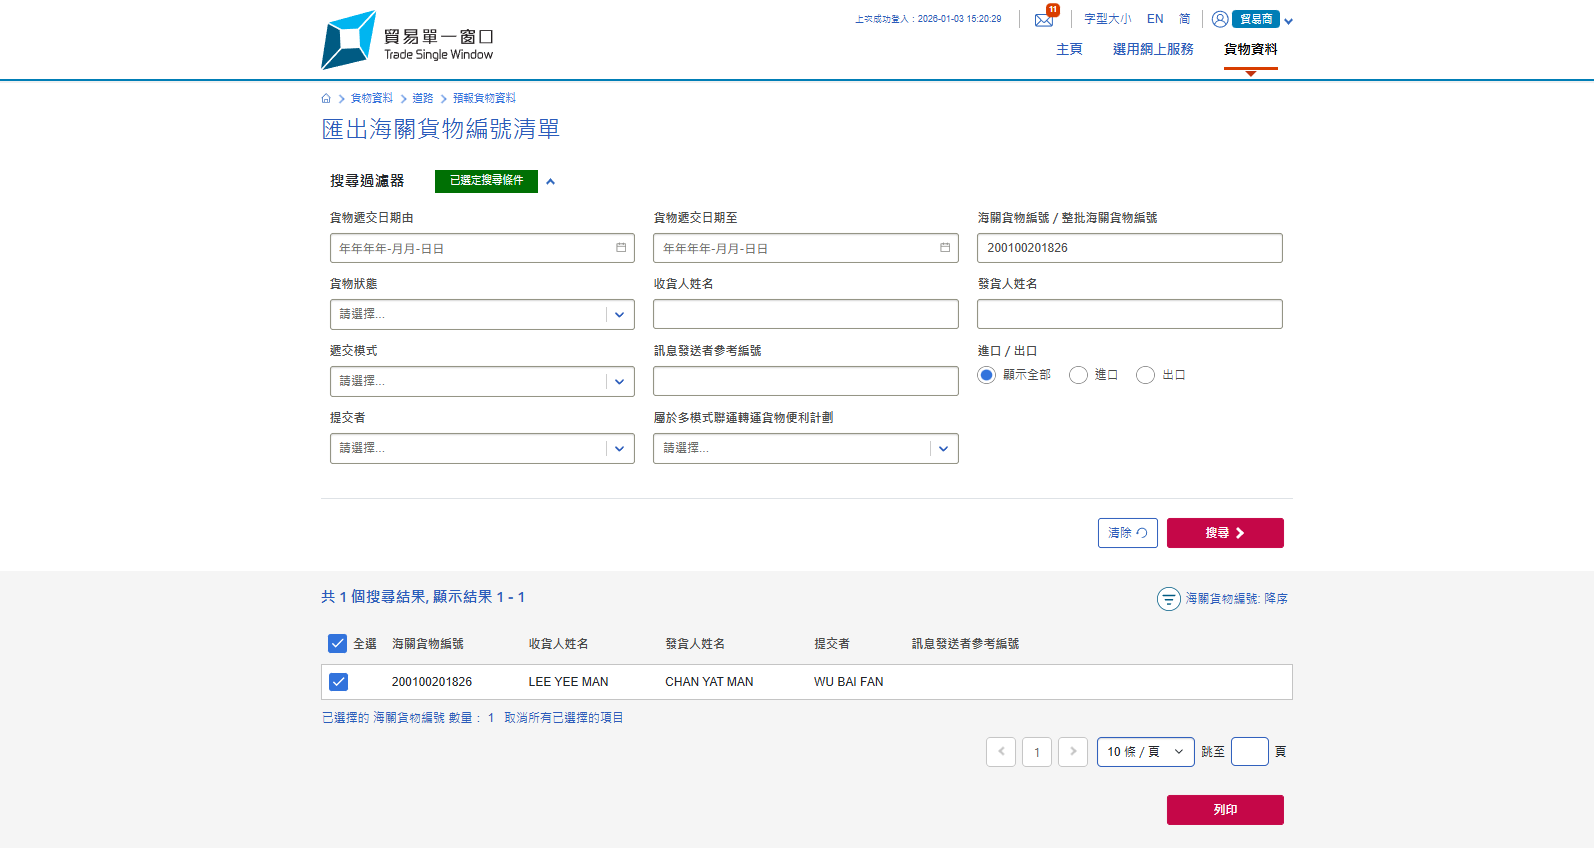 貿易單一窗口
Trade Single Window
上次成功登入 : 2026-01-03 15:20:29
11
字型大小
EN
简
貿易商
主頁
選用網上服務
貨物資料
貨物資料
道路
預報貨物資料
匯出海關貨物編號清單
搜尋過濾器
已選定搜尋條件
貨物遞交日期由
貨物遞交日期至
海關貨物編號 / 整批海關貨物編號
年年年年-月月-日日
年年年年-月月-日日
200100201826
貨物狀態
收貨人姓名
發貨人姓名
請選擇...
遞交模式
訊息發送者參考編號
進口 / 出口
請選擇...
顯示全部
進口
出口
提交者
屬於多模式聯運轉運貨物便利計劃
請選擇...
請選擇...
清除
搜尋
共 1 個搜尋結果, 顯示結果 1 - 1
海關貨物編號: 降序
全選
海關貨物編號
收貨人姓名
發貨人姓名
提交者
訊息發送者參考編號
200100201826
LEE YEE MAN
CHAN YAT MAN
WU BAI FAN
已選擇的 海關貨物編號 數量 : 1 取消所有已選擇的項目
1
10 條 / 頁
跳至
頁
列印